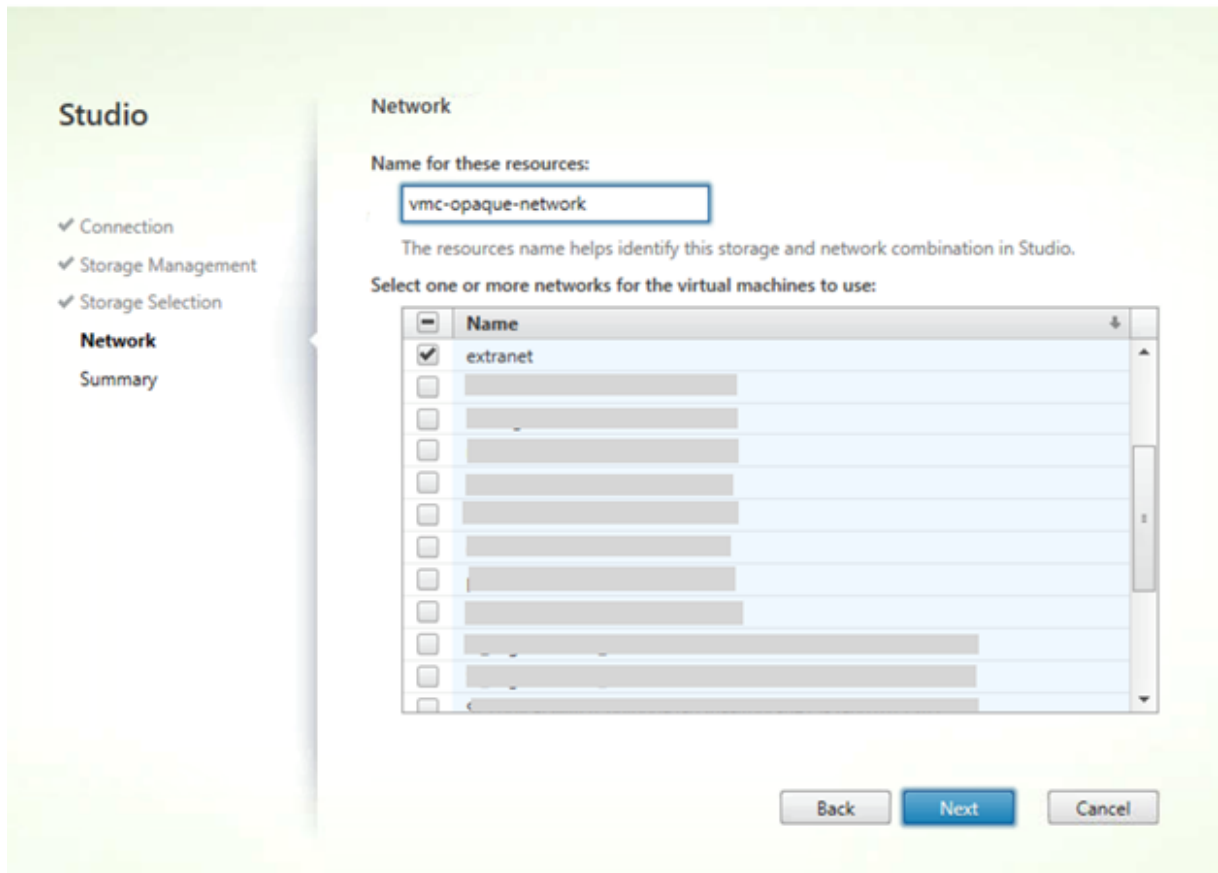 Studio
Connection
Storage Management
Storage Selection
Network
Summary
Network
Name for these resources:
vmc-opaque-network
The resources name helps identify this storage and network combination in Studio.
Select one or more networks for the virtual machines to use:
Name
extranet
Back Next Cancel